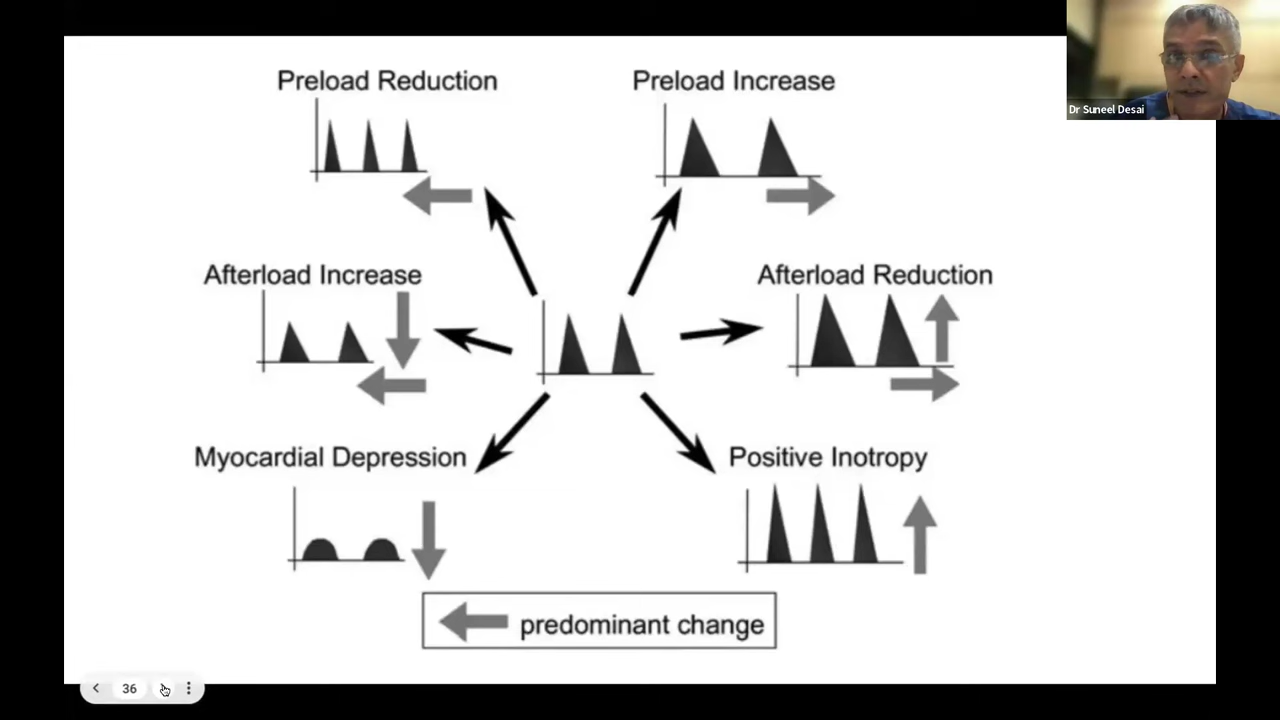 Preload Reduction
Preload Increase
Dr Suneel Desai
Afterload Increase
Afterload Reduction
Myocardial Depression
Positive Inotropy
predominant change
36